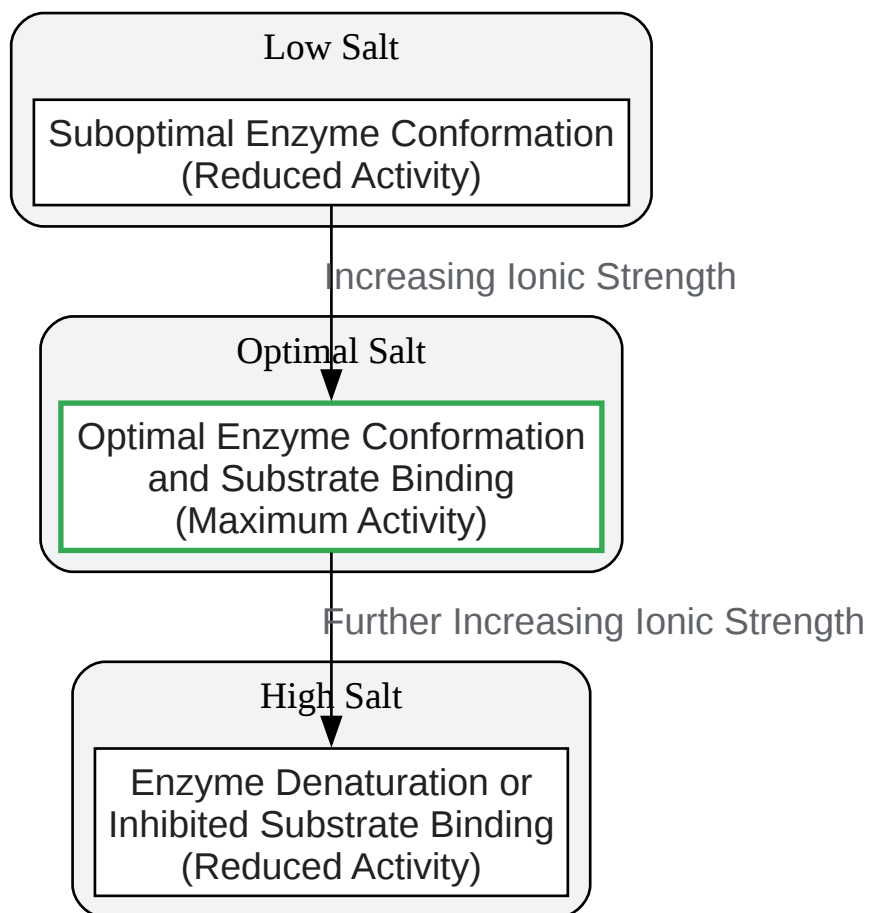 Low Salt
Suboptimal Enzyme Conformation
(Reduced Activity)
Increasing Ionic Strength
Optimal Salt
Optimal Enzyme Conformation
and Substrate Binding
(Maximum Activity)
Further Increasing Ionic Strength
High Salt
Enzyme Denaturation or
Inhibited Substrate Binding
(Reduced Activity)